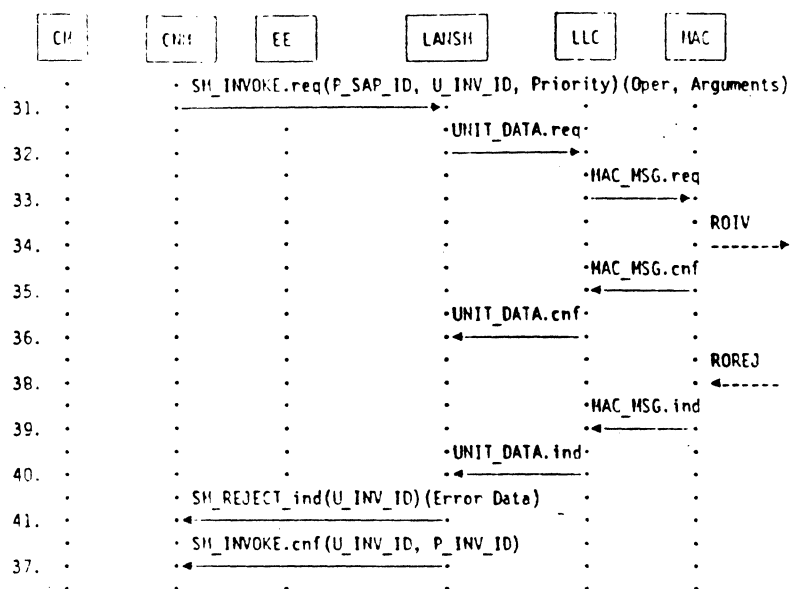 CM CNM EE LANSM LLC MAC
SM_INVOKE.req(P_SAP_ID, U_INV_ID, Priority)(Oper, Arguments)
31.
UNIT_DATA.req
32.
MAC_MSG.req
33.
ROIV
34.
MAC_MSG.cnf
35.
UNIT_DATA.cnf
36.
ROREJ
38.
MAC_MSG.ind
39.
UNIT_DATA.ind
40.
SM_REJECT_ind(U_INV_ID)(Error Data)
41.
SM_INVOKE.cnf(U_INV_ID, P_INV_ID)
37.